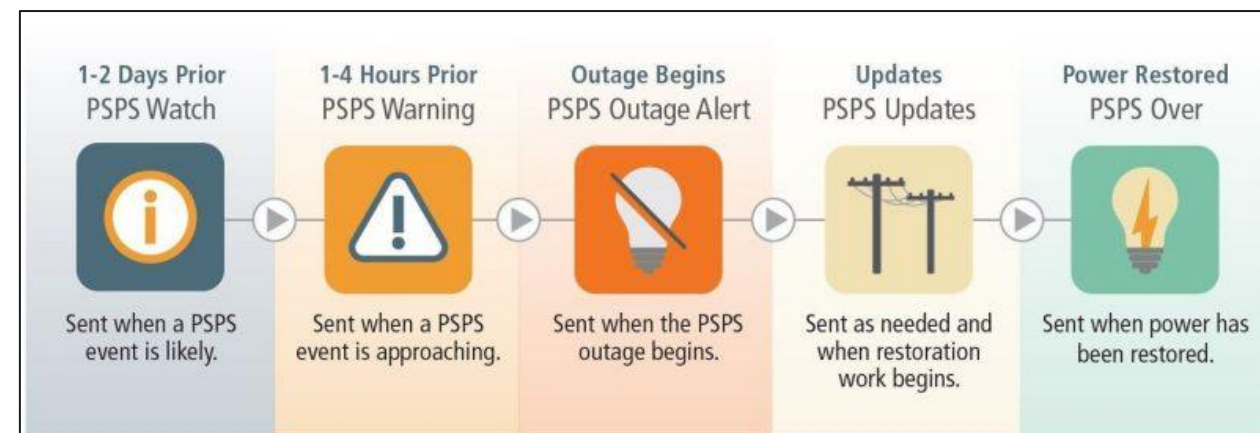 1-2 Days Prior
PSPS Watch
Sent when a PSPS
event is likely.
1-4 Hours Prior
PSPS Warning
Sent when a PSPS
event is approaching.
Outage Begins
PSPS Outage Alert
Sent when the PSPS
outage begins.
Updates
PSPS Updates
Sent as needed and
when restoration
work begins.
Power Restored
PSPS Over
Sent when power has
been restored.